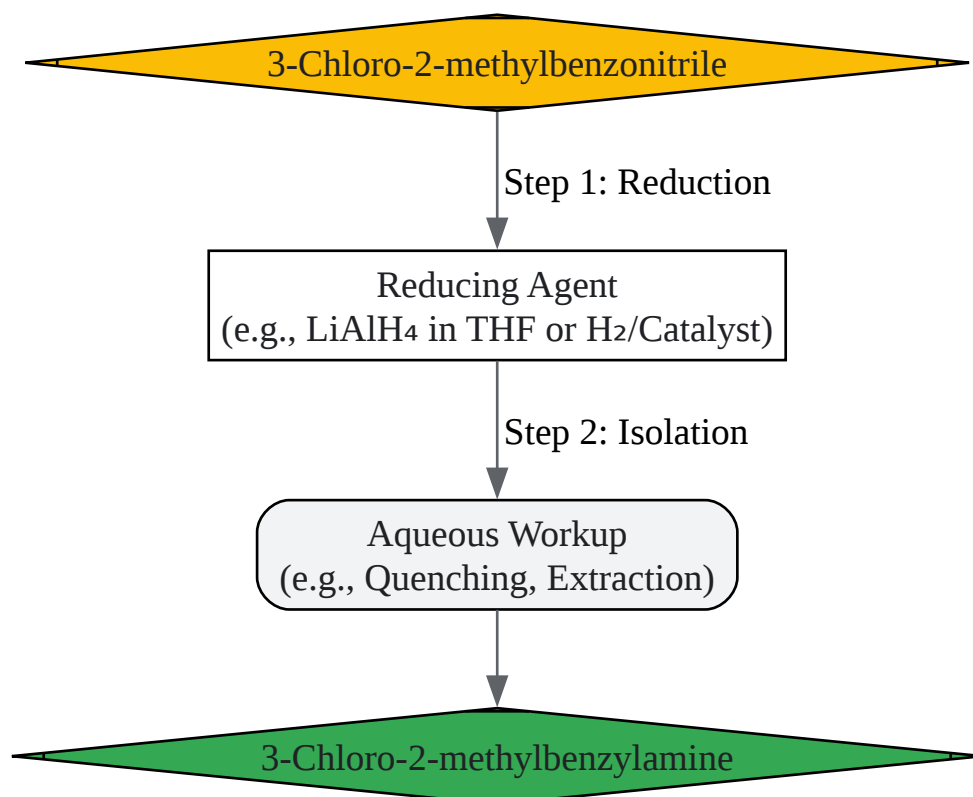 3-Chloro-2-methylbenzonitrile
Step 1: Reduction
Reducing Agent
(e.g., LiAlH₄ in THF or H₂/Catalyst)
Step 2: Isolation
Aqueous Workup
(e.g., Quenching, Extraction)
3-Chloro-2-methylbenzylamine